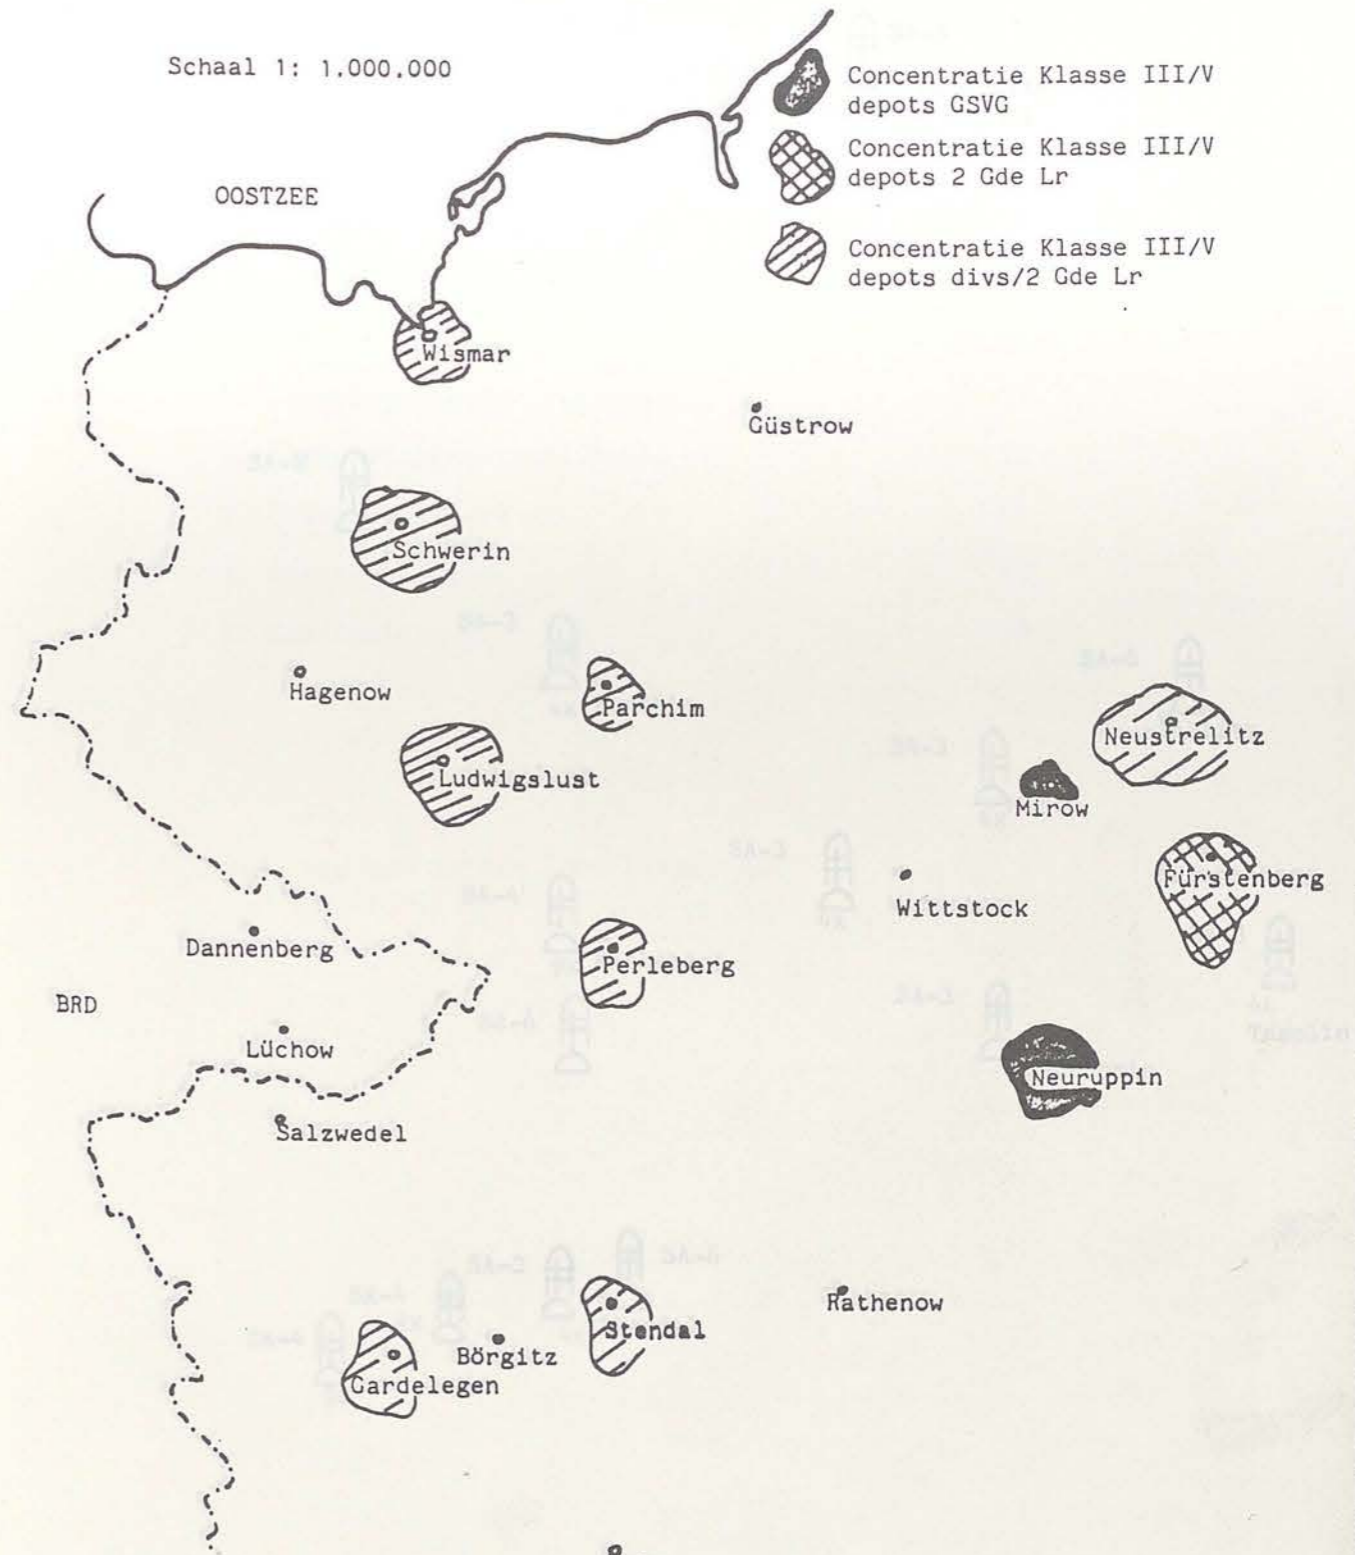 Schaal 1: 1.000.000
Concentratie Klasse III/V
depots GSVG
Concentratie Klasse III/V
depots 2 Gde Lr
Concentratie Klasse III/V
depots divs/2 Gde Lr
OOSTZEE
Wismar
Güstrow
Schwerin
Hagenow
Parchim
Neustrelitz
Ludwigslust
Mirow
Fürstenberg
Wittstock
Dannenberg
Perleberg
BRD
Lüchow
Neuruppin
Salzwedel
Rathenow
Stendal
Börgitz
Gardelegen